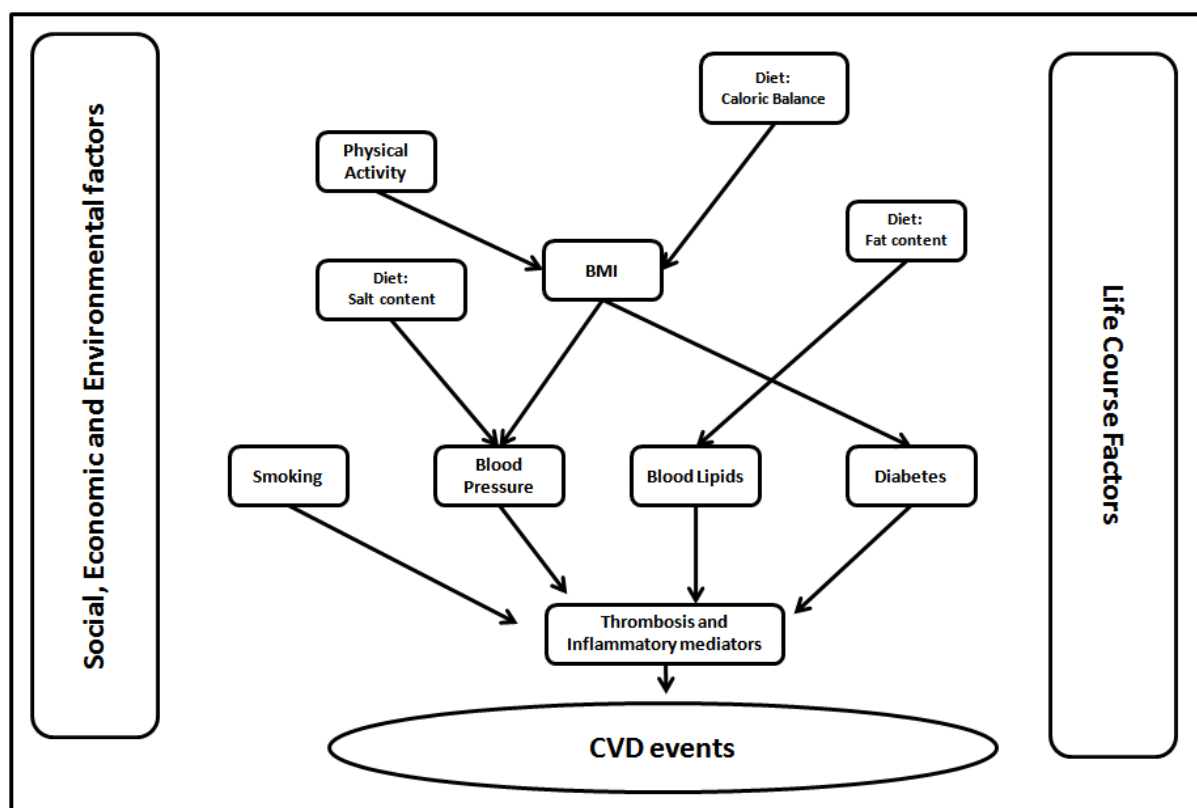 Social, Economic and Environmental factors
Diet:
Caloric Balance
Physical
Activity
Diet:
Fat content
BMI
Diet:
Salt content
Life Course Factors
Smoking
Blood
Pressure
Blood Lipids
Diabetes
Thrombosis and
Inflammatory mediators
CVD events